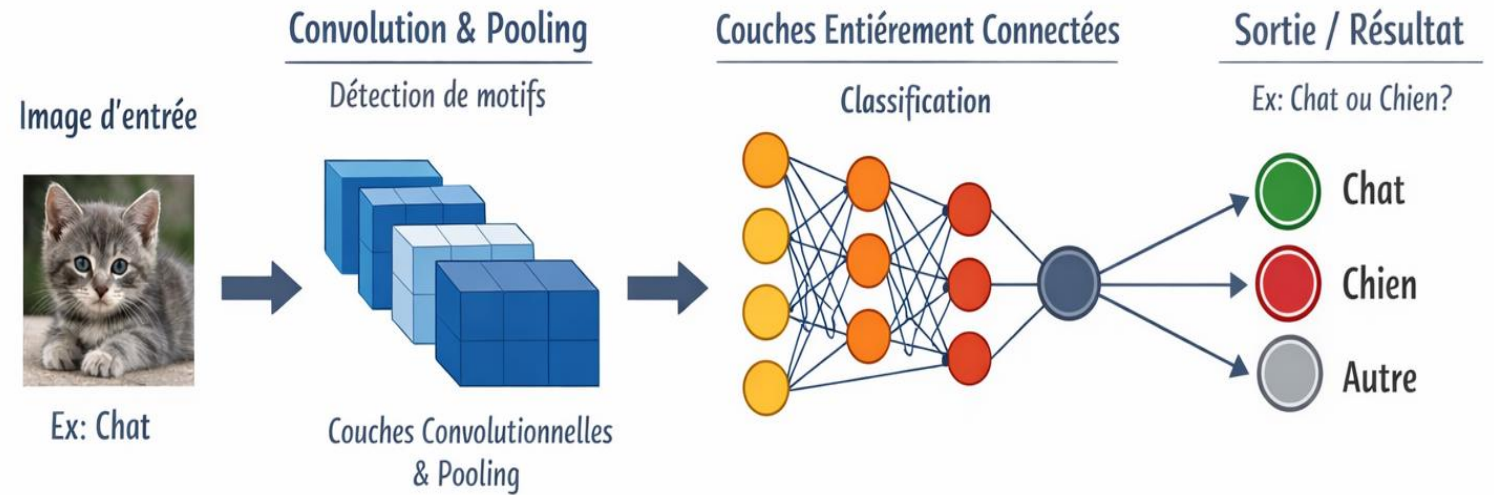 Image d'entrée
Ex: Chat
Convolution & Pooling
Détection de motifs
Couches Convolutionnelles
& Pooling
Couches Entiérement Connectées
Classification
Sortie / Résultat
Ex: Chat ou Chien?
Chat
Chien
Autre